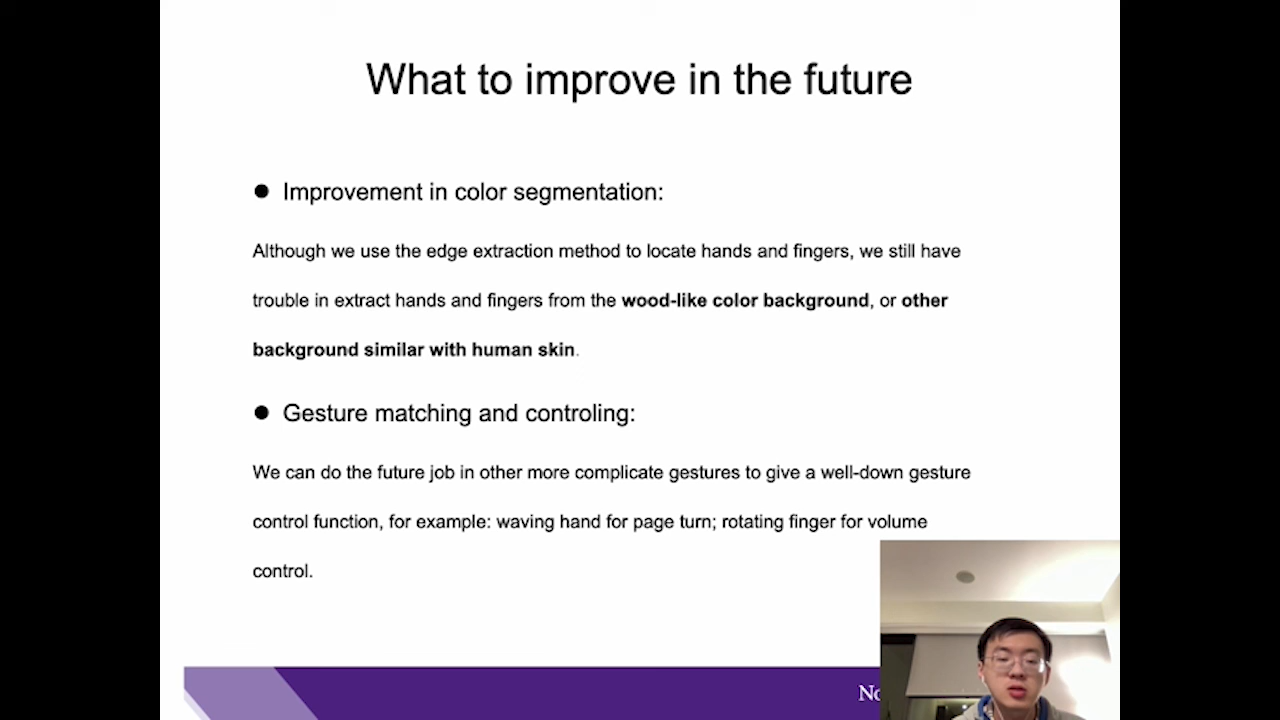 What to improve in the future
● Improvement in color segmentation:
Although we use the edge extraction method to locate hands and fingers, we still have
trouble in extract hands and fingers from the wood-like color background, or other
background similar with human skin.
● Gesture matching and controling:
We can do the future job in other more complicate gestures to give a well-down gesture
control function, for example: waving hand for page turn; rotating finger for volume
control.